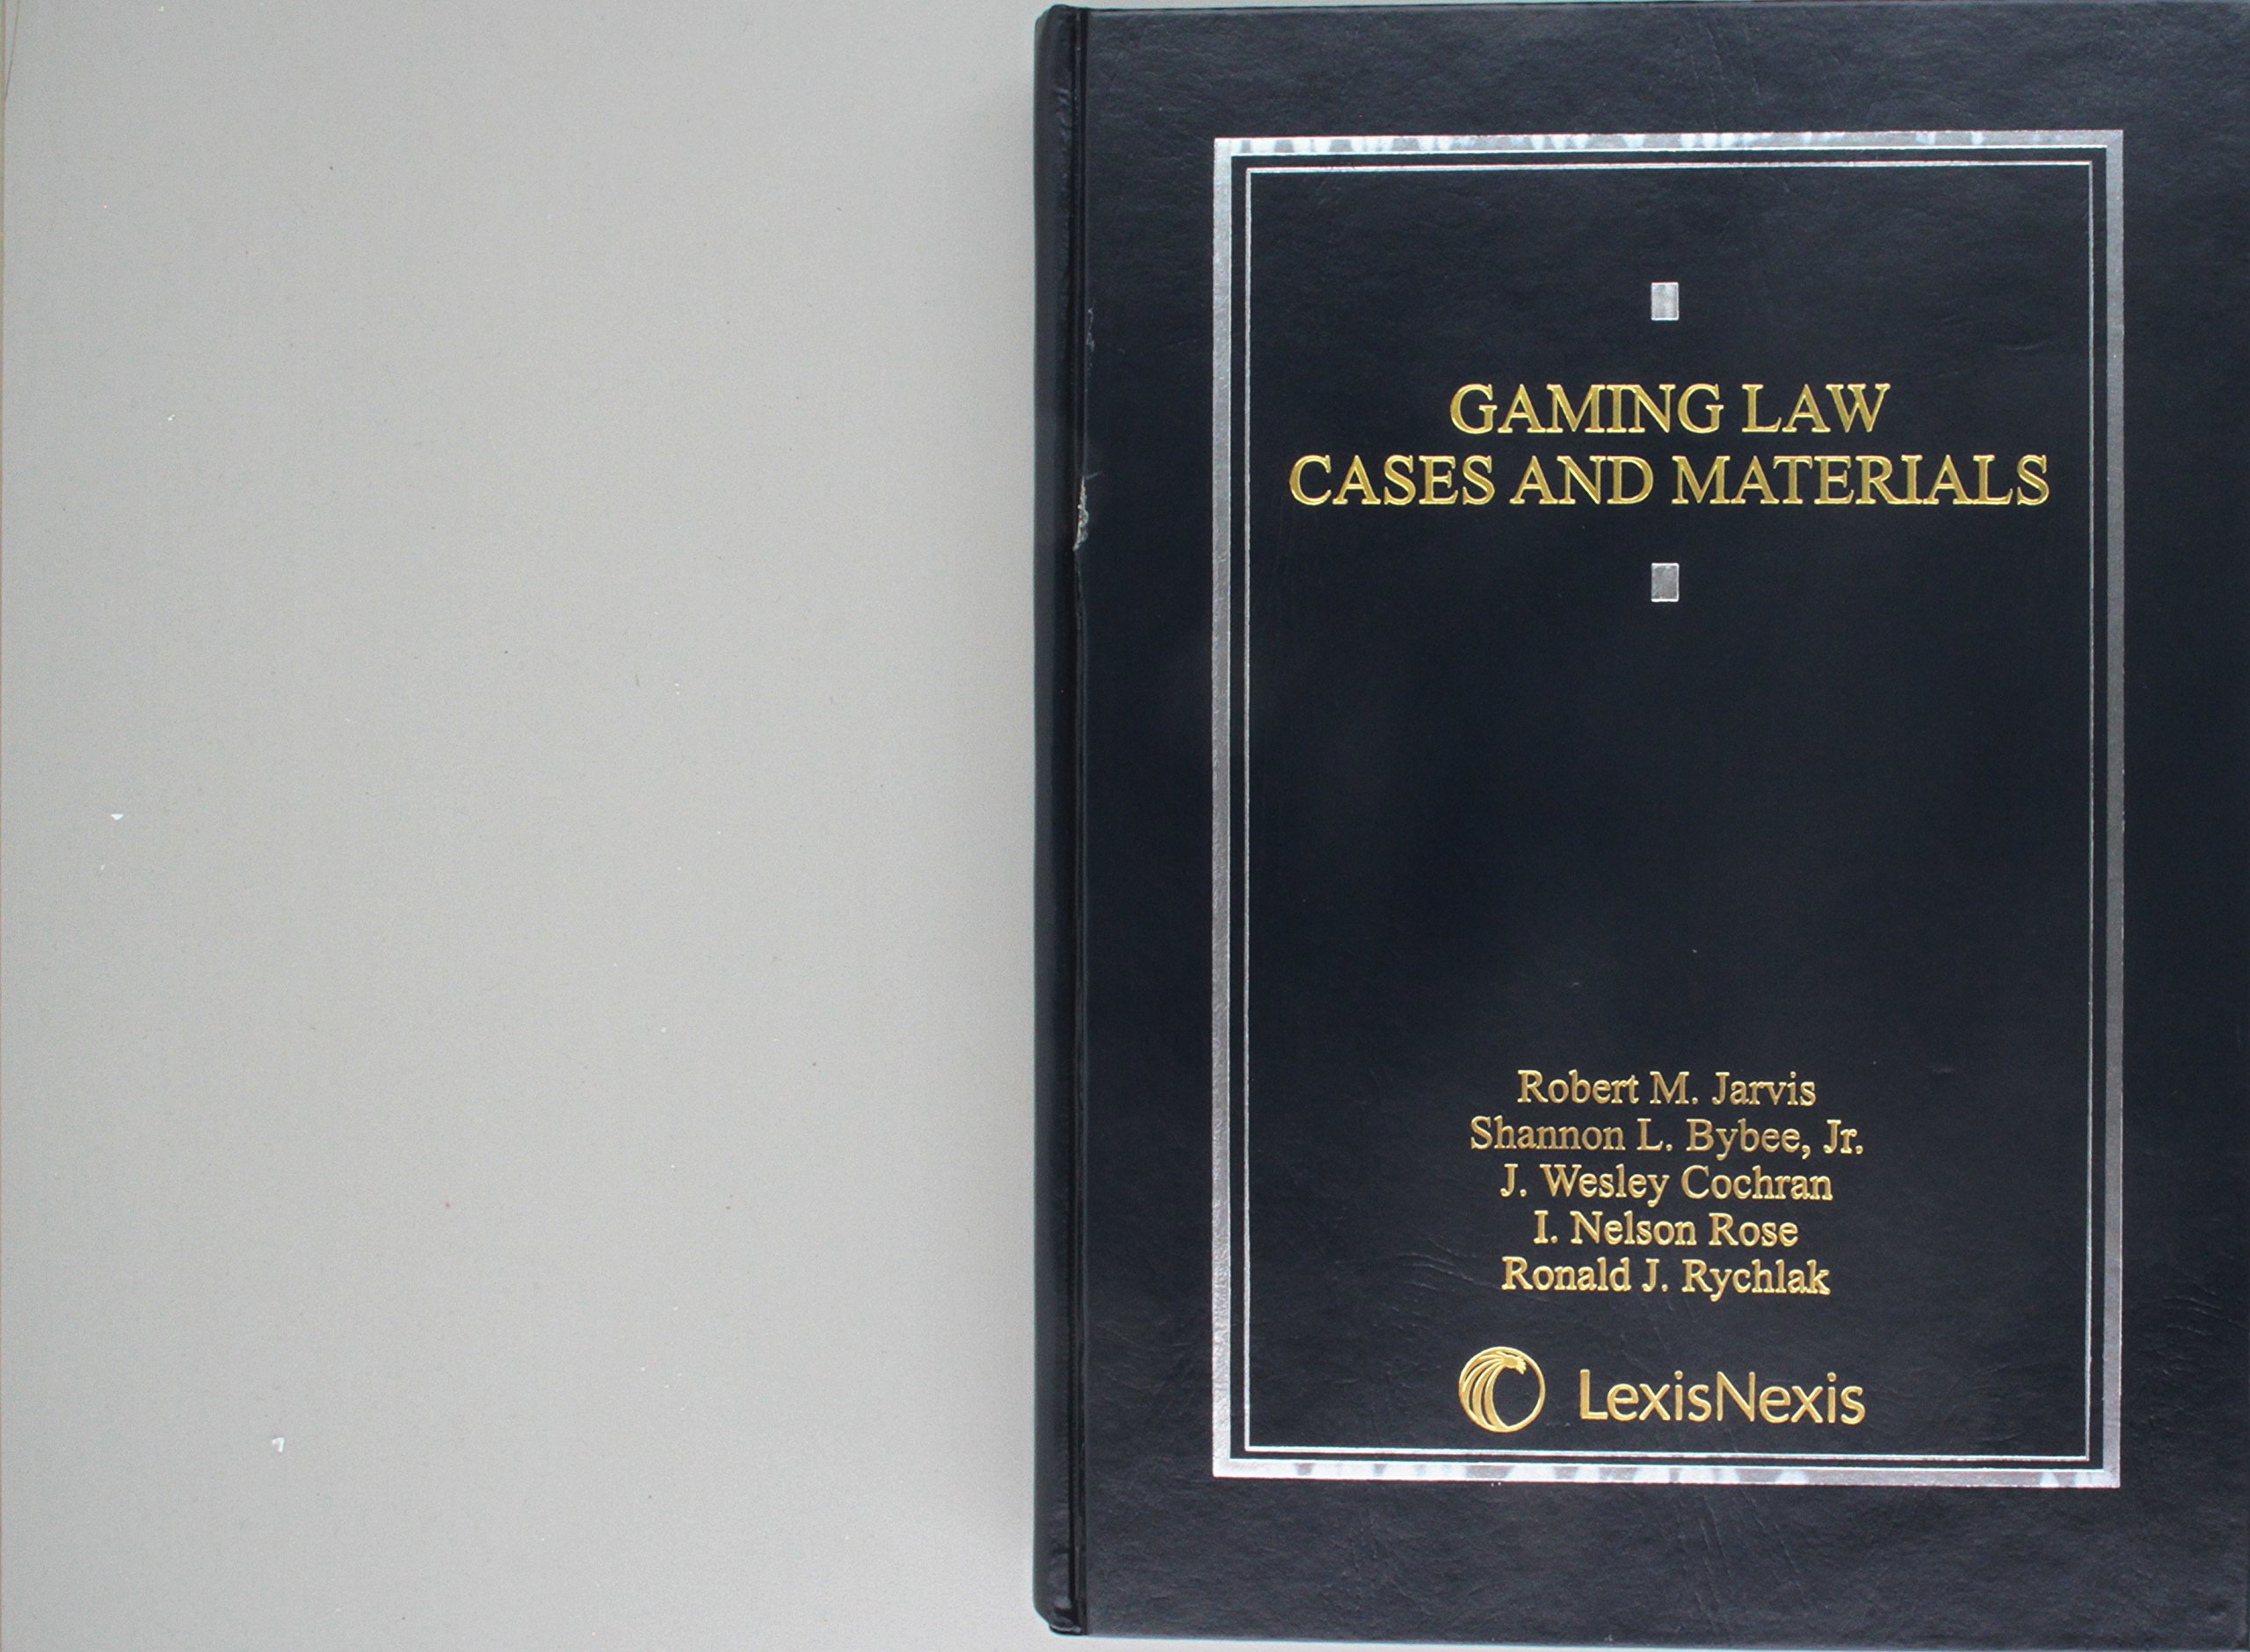 GAMING LAW
CASES AND MATERIALS
Robert M. Jarvis
Shannon L. Bybee, Jr.
J. Wesley Cochran
I. Nelson Rose
Ronald J. Rychlak
LexisNexis